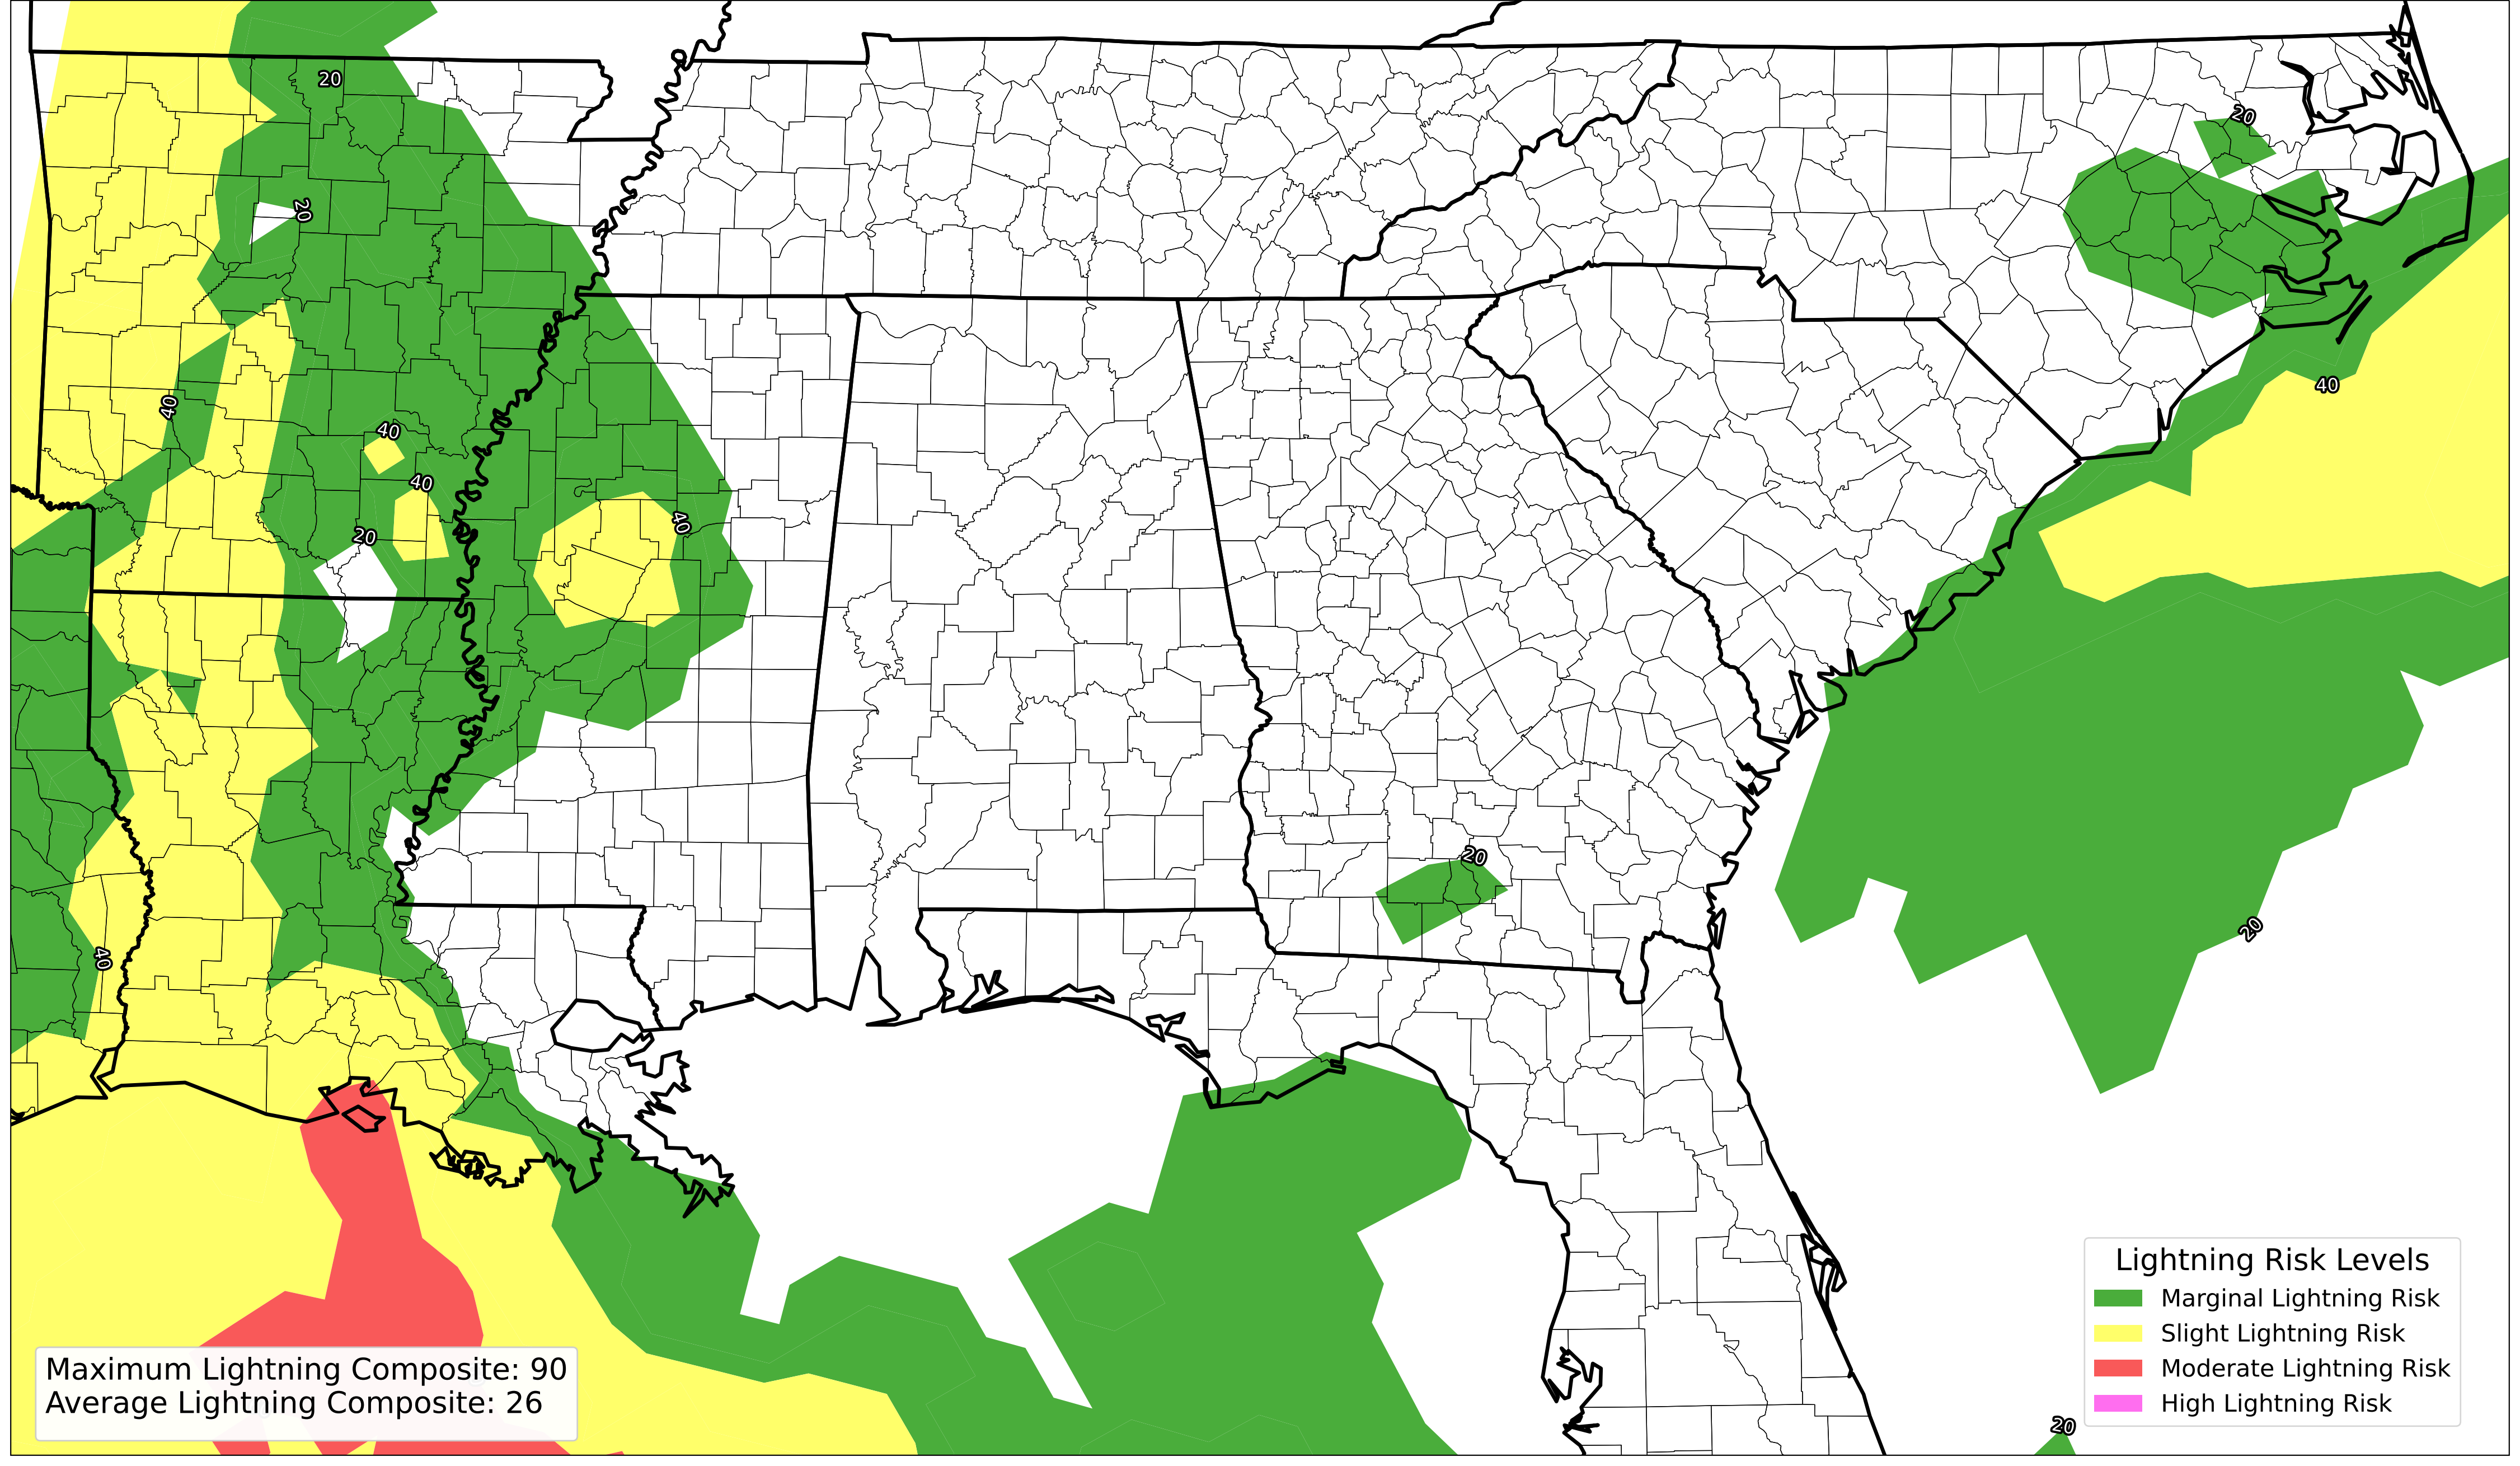 20
20
20
40
40
40
40
20
40
20
40
20
20
Lightning Risk Levels
Marginal Lightning Risk
Slight Lightning Risk
Moderate Lightning Risk
High Lightning Risk
Maximum Lightning Composite: 90
Average Lightning Composite: 26
20